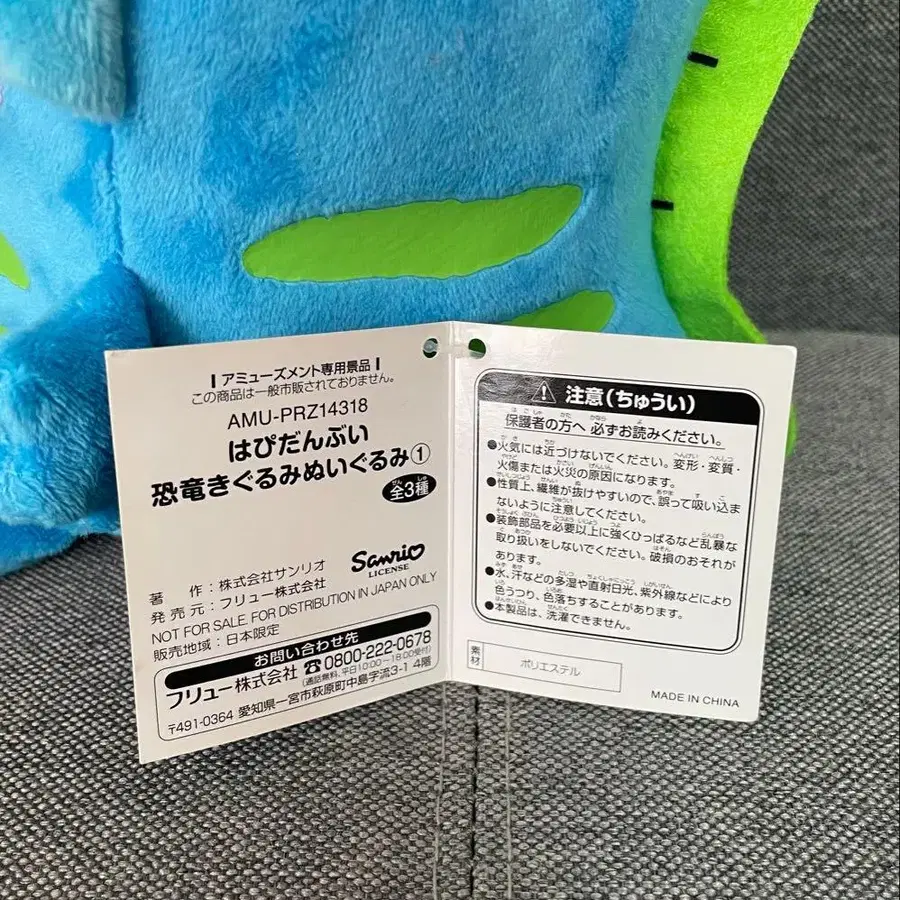 アミューズメント専用景品
この商品は一般市販されておりません。
AMU-PRZ14318
はぴだんぶい
恐竜きぐるみぬいぐるみ①
全3種
Sanrio
LICENSE
著 作:株式会社サンリオ
発売元:フリュー株式会社
NOT FOR SALE. FOR DISTRIBUTION IN JAPAN ONLY
販売地域:日本限定
お問い合わせ先
フリュー株式会社 ☎0800-222-0678
(通話無料、平日10:00~18:00受付)
〒491-0364 愛知県一宮市萩原町中島字流3-1 4階
注意(ちゅうい)
保護者の方へ 必ずお読みください。
●火気には近づけないでください。変形・変質・
火傷または火災の原因になります。
●性質上、繊維が抜けやすいので、誤って吸い込ま
ないように注意してください。
●装飾部品を必要以上に強くひっぱるなど乱暴な
取り扱いをしないでください。破損のおそれが
あります。
●水、汗などの多湿や直射日光、紫外線などにより
色うつり、色落ちすることがあります。
●本製品は、洗濯できません。
素材
ポリエステル
MADE IN CHINA